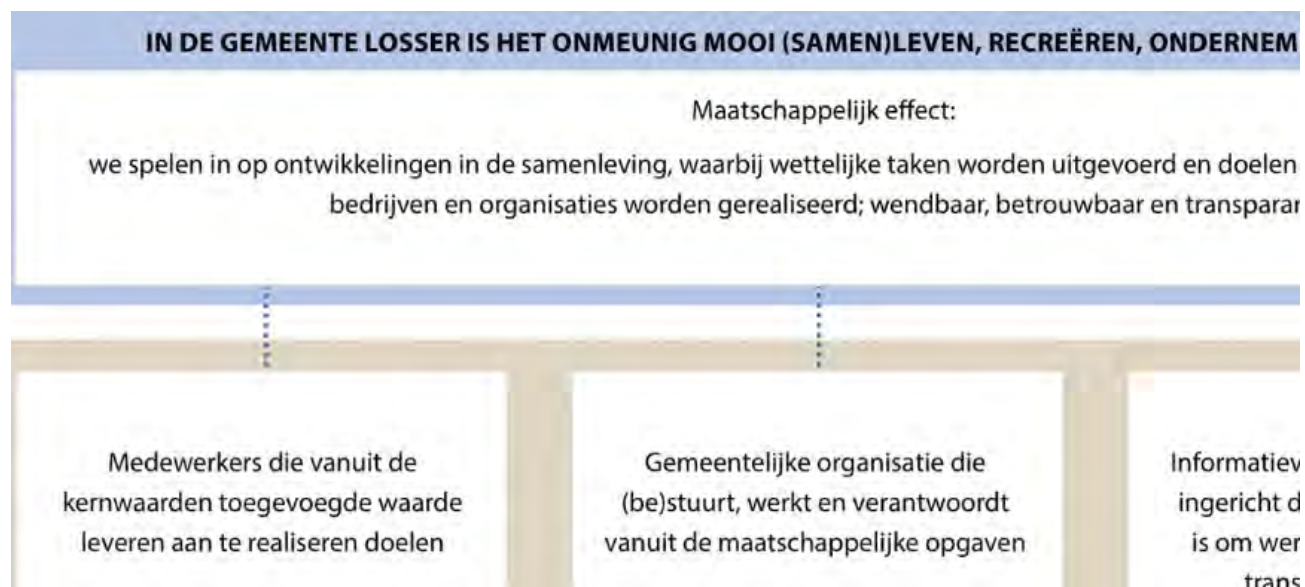 IN DE GEMEENTE LOSSER IS HET ONMEUNIG MOOI (SAMEN)LEVEN, RECREËREN, ONDERNEM
Maatschappelijk effect:
we spelen in op ontwikkelingen in de samenleving, waarbij wettelijke taken worden uitgevoerd en doelen
bedrijven en organisaties worden gerealiseerd; wendbaar, betrouwbaar en transparan
Medewerkers die vanuit de
kernwaarden toegevoegde waarde
leveren aan te realiseren doelen
Gemeentelijke organisatie die
(be)stuurt, werkt en verantwoordt
vanuit de maatschappelijke opgaven
Informatiev
ingericht d
is om wer
trans